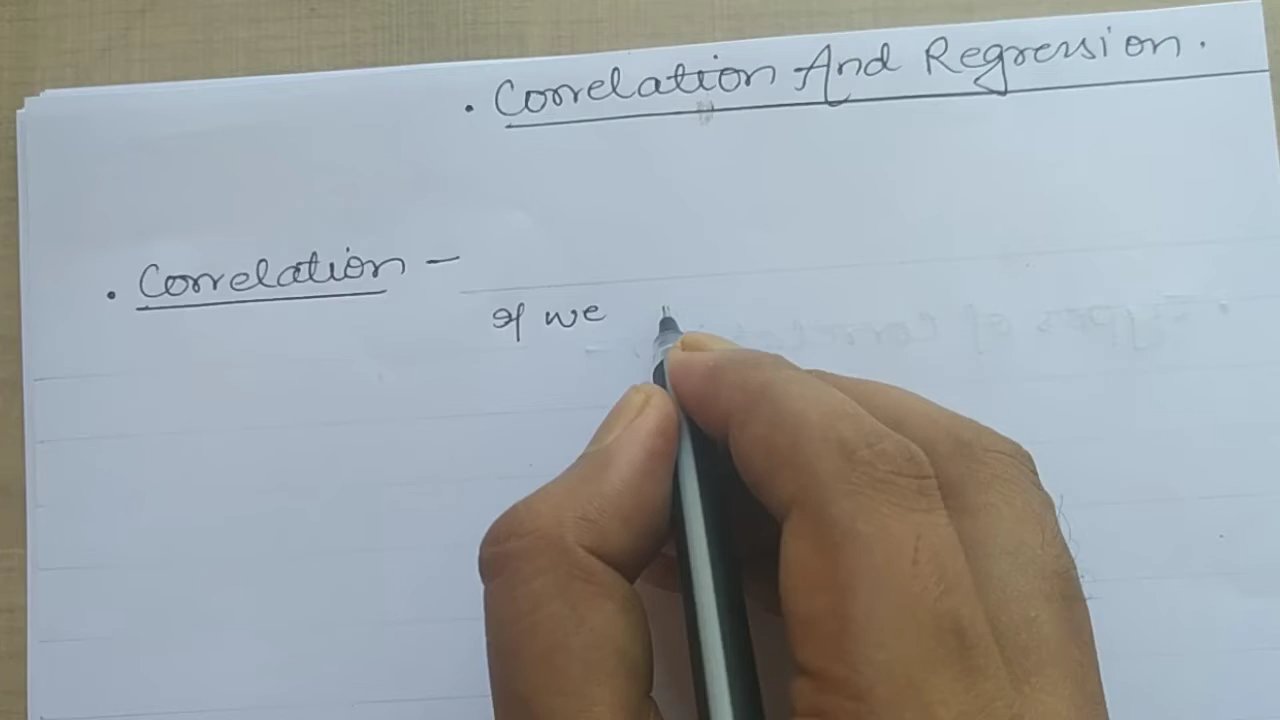 . Correlation And Regression.
. Correlation –
If we